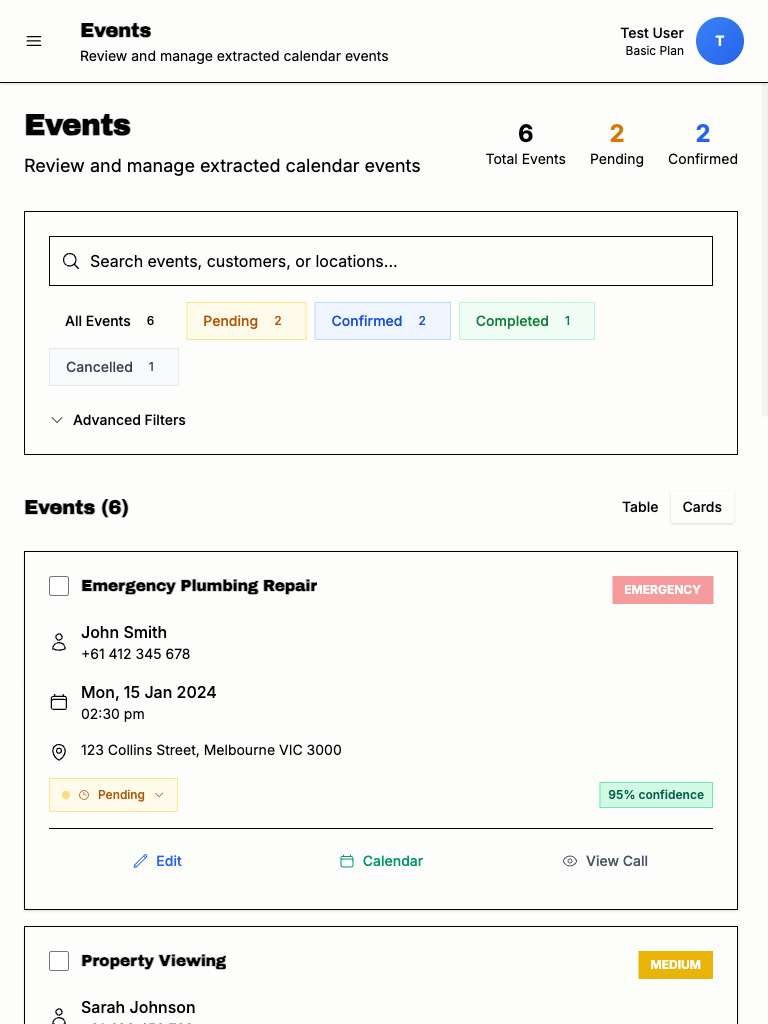 Events
Review and manage extracted calendar events
Test User
Basic Plan
T
Events
Review and manage extracted calendar events
6
Total Events
2
Pending
2
Confirmed
Search events, customers, or locations...
All Events 6
Pending 2
Confirmed 2
Completed 1
Cancelled 1
Advanced Filters
Events (6)
Table
Cards
Emergency Plumbing Repair
EMERGENCY
John Smith
+61 412 345 678
Mon, 15 Jan 2024
02:30 pm
123 Collins Street, Melbourne VIC 3000
Pending
95% confidence
Edit
Calendar
View Call
Property Viewing
MEDIUM
Sarah Johnson